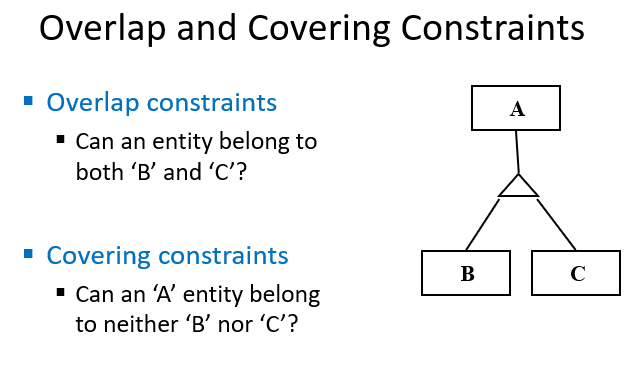 Overlap and Covering Constraints
Overlap constraints
Can an entity belong to
both ‘B’ and ‘C’?
Covering constraints
Can an ‘A’ entity belong
to neither ‘B’ nor ‘C’?
A
B
C